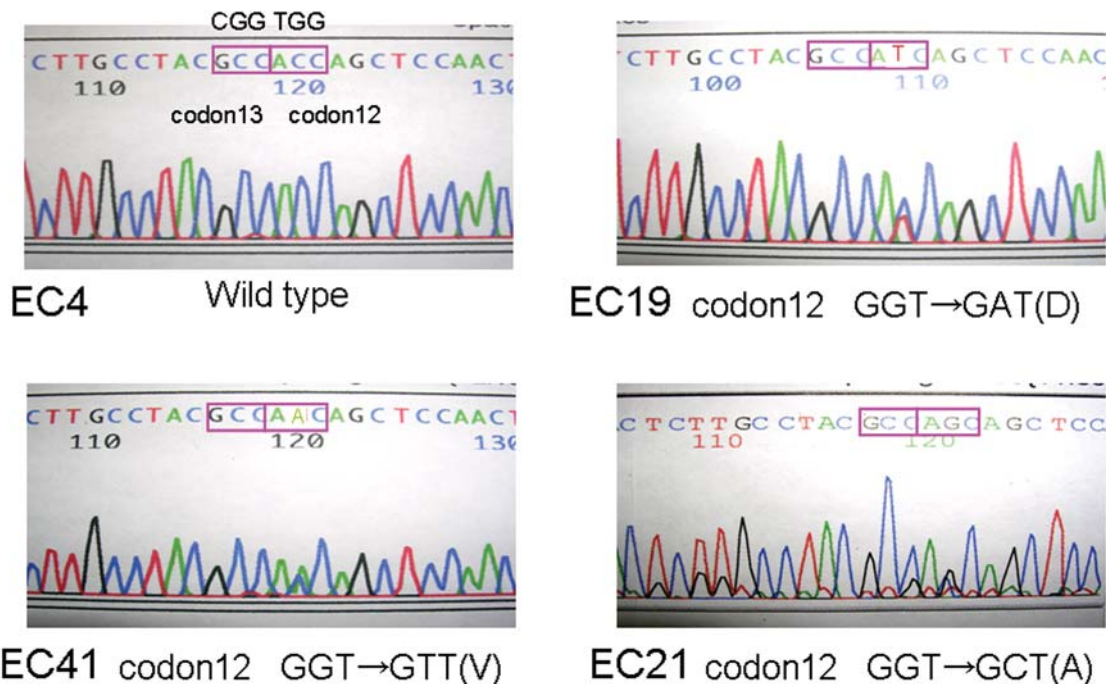 CGG TGG
CTTGCCTACGCCACCAGCTCCAACT
110 120 130
codon13 codon12
EC4 Wild type
CTTGCCTACGCCATCAGCTCCAAC
100 110
EC19 codon12 GGT→GAT(D)
CTTGCCTACGCCAACAGCTCCAACT
110 120 130
EC41 codon12 GGT→GTT(V)
CTCTTGCCTACGCCAGCAGCTCC
110 120
EC21 codon12 GGT→GCT(A)